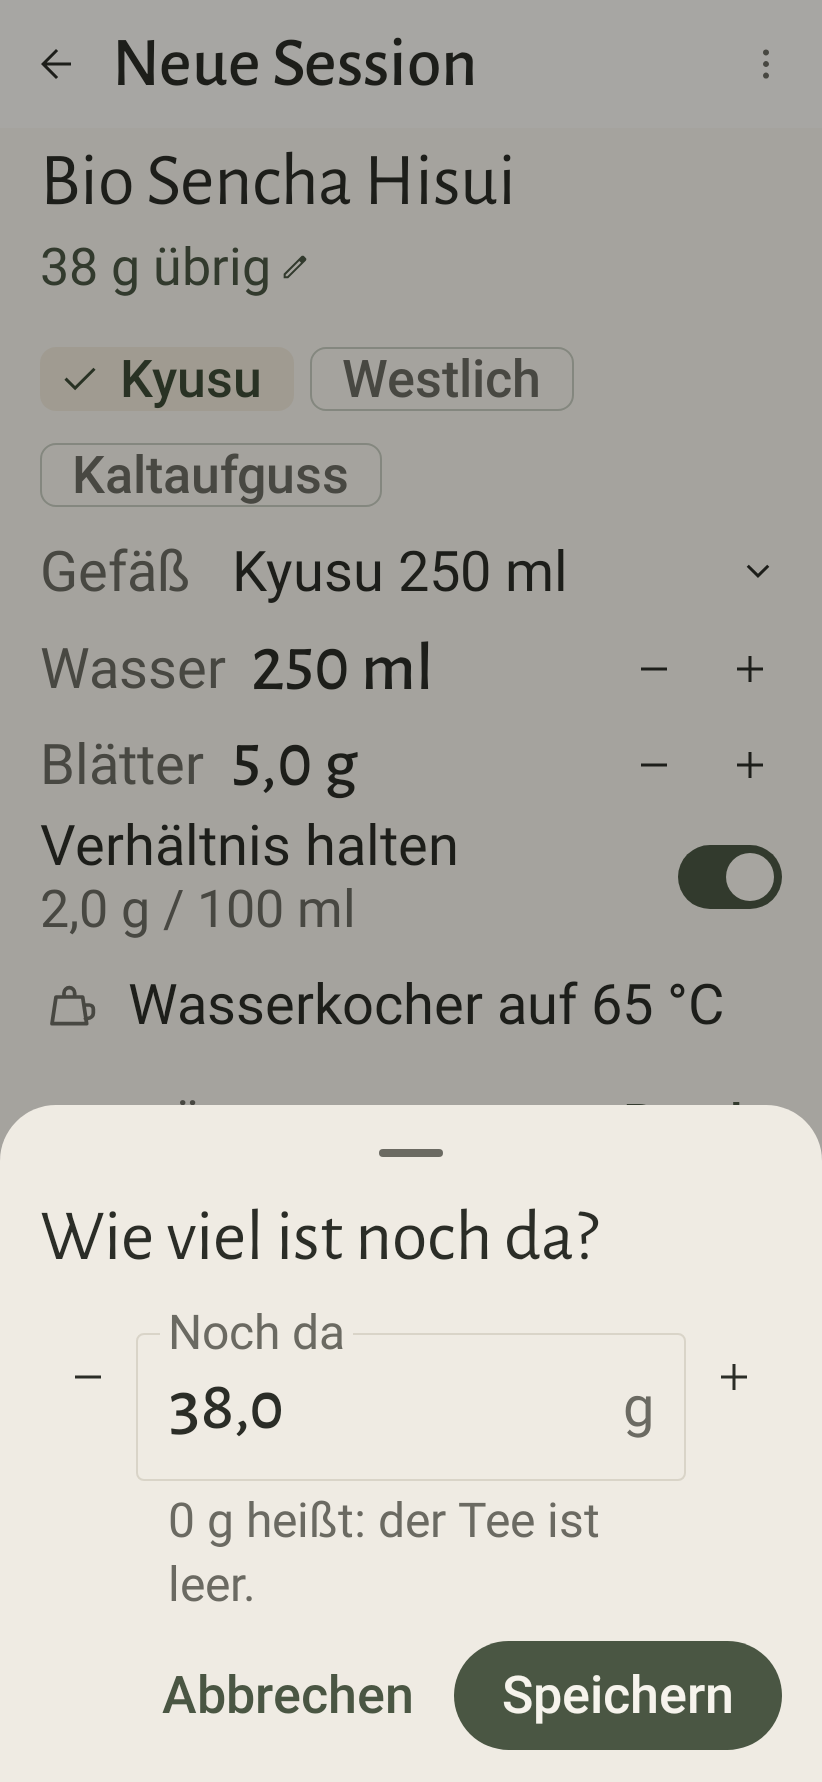 Neue Session
Bio Sencha Hisui
38 g übrig
Kyusu
Westlich
Kaltaufguss
Gefäß Kyusu 250 ml
Wasser 250 ml
Blätter 5,0 g
Verhältnis halten
2,0 g / 100 ml
Wasserkocher auf 65 °C
Wie viel ist noch da?
Noch da
38,0 g
0 g heißt: der Tee ist
leer.
Abbrechen
Speichern